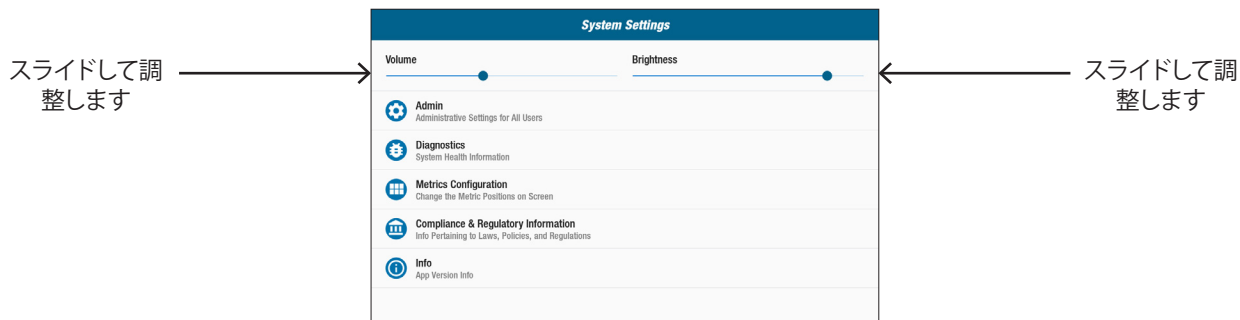 System Settings
Volume
Brightness
スライドして調
整します
スライドして調
整します
Admin
Administrative Settings for All Users
Diagnostics
System Health Information
Metrics Configuration
Change the Metric Positions on Screen
Compliance & Regulatory Information
Info Pertaining to Laws, Policies, and Regulations
Info
App Version Info